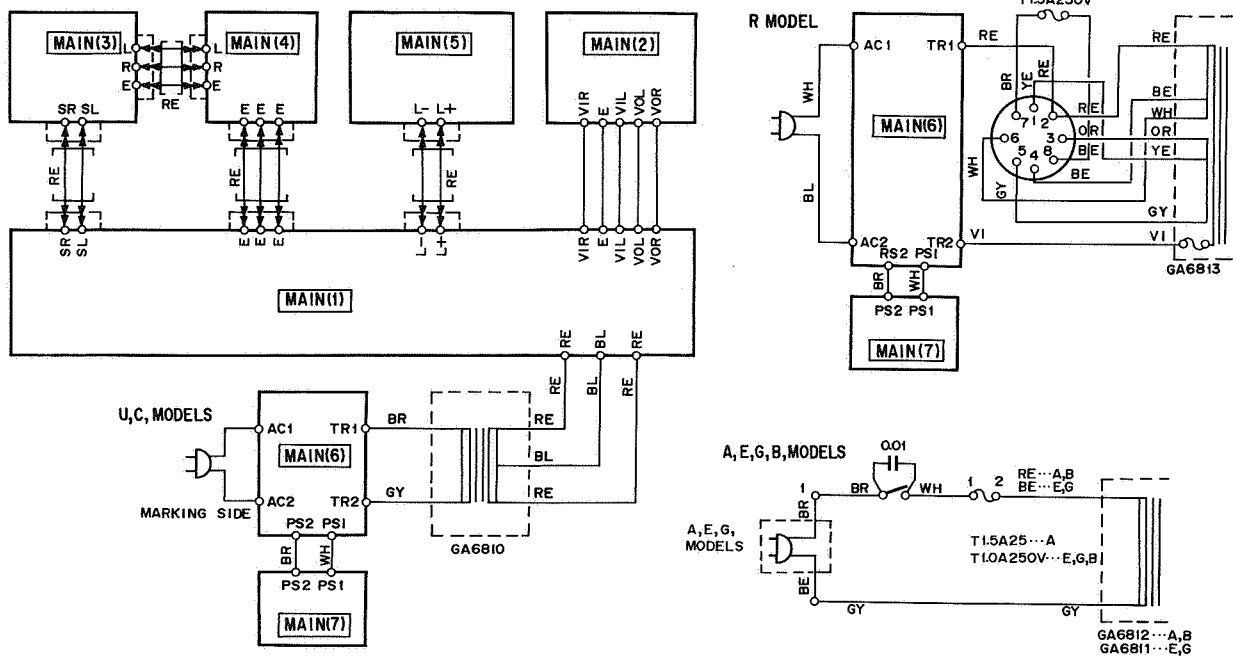 MAIN(3)
MAIN(4)
MAIN(5)
MAIN(2)
L
R
E
L
R
E
RE
SR SL
E E E
L- L+
VIR
E
VIL
VOL
VOR
RE
RE
RE
SR
SL
E
E
E
L-
L+
VIR
E
VIL
VOL
VOR
MAIN(1)
RE
BL
RE
RE
BL
RE
U,C, MODELS
AC1
TR1
MAIN(6)
AC2
TR2
MARKING SIDE
PS2 PS1
BR
WH
PS2 PS1
MAIN(7)
BR
GY
RE
BL
RE
GA6810
R MODEL
AC1
TR1
MAIN(6)
AC2
TR2
WH
BL
RS2 PS1
BR
WH
PS2 PS1
MAIN(7)
RE
VI
BR
YE
RE
7 1 2
6 3
5 4 8
RE
OR
BE
BE
WH
GY
RE
BE
WH
OR
YE
GY
VI
GA6813
A,E,G,B,MODELS
0.01
1
BR
WH
1 2
RE···A,B
BE···E,G
BR
A,E,G,
MODELS
T1.5A25···A
T1.0A250V···E,G,B
BE
GY
GY
GA6812···A,B
GA6811···E,G